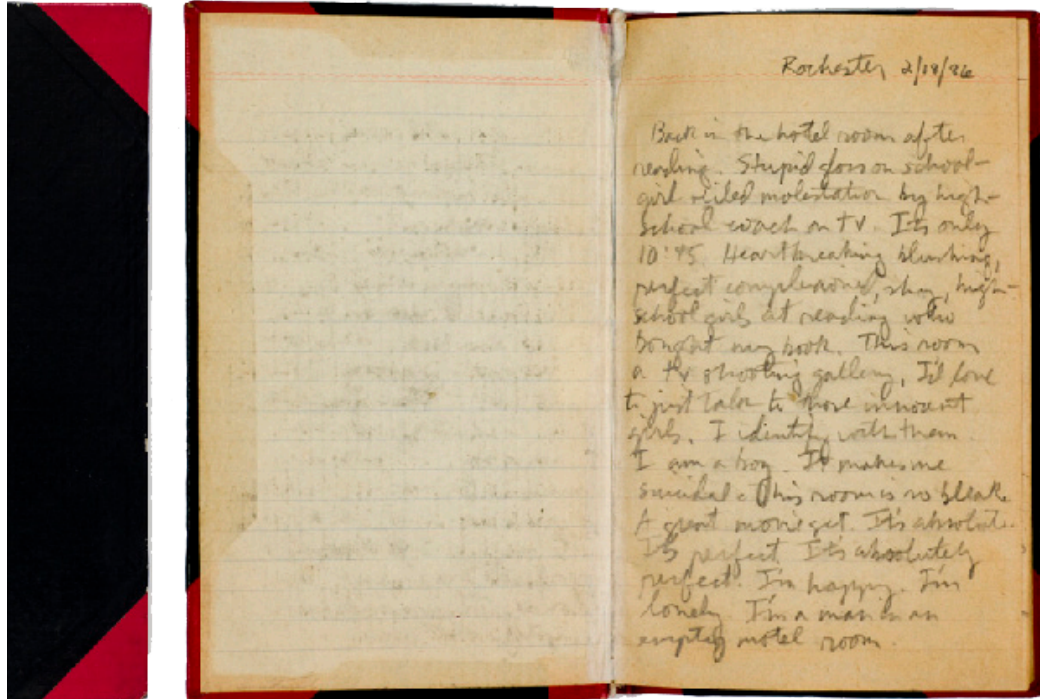 Rochester 2/18/86
Back in the hotel room after
reading. Stupid on school-
girl molestation by high-
school coach on TV. It's only
10:45. Heartbreaking blushing,
perfect complexioned, shy, high-
school girls at reading who
bought my book. This room
a TV shooting gallery, I'd love
to just talk to those innocent
girls. I identify with them.
I am a boy. It makes me
suicidal. This room is so bleak.
A great movie set. It's absolute.
It's perfect. It's absolutely
perfect. I'm happy. I'm
lonely. I'm a man in an
empty motel room.